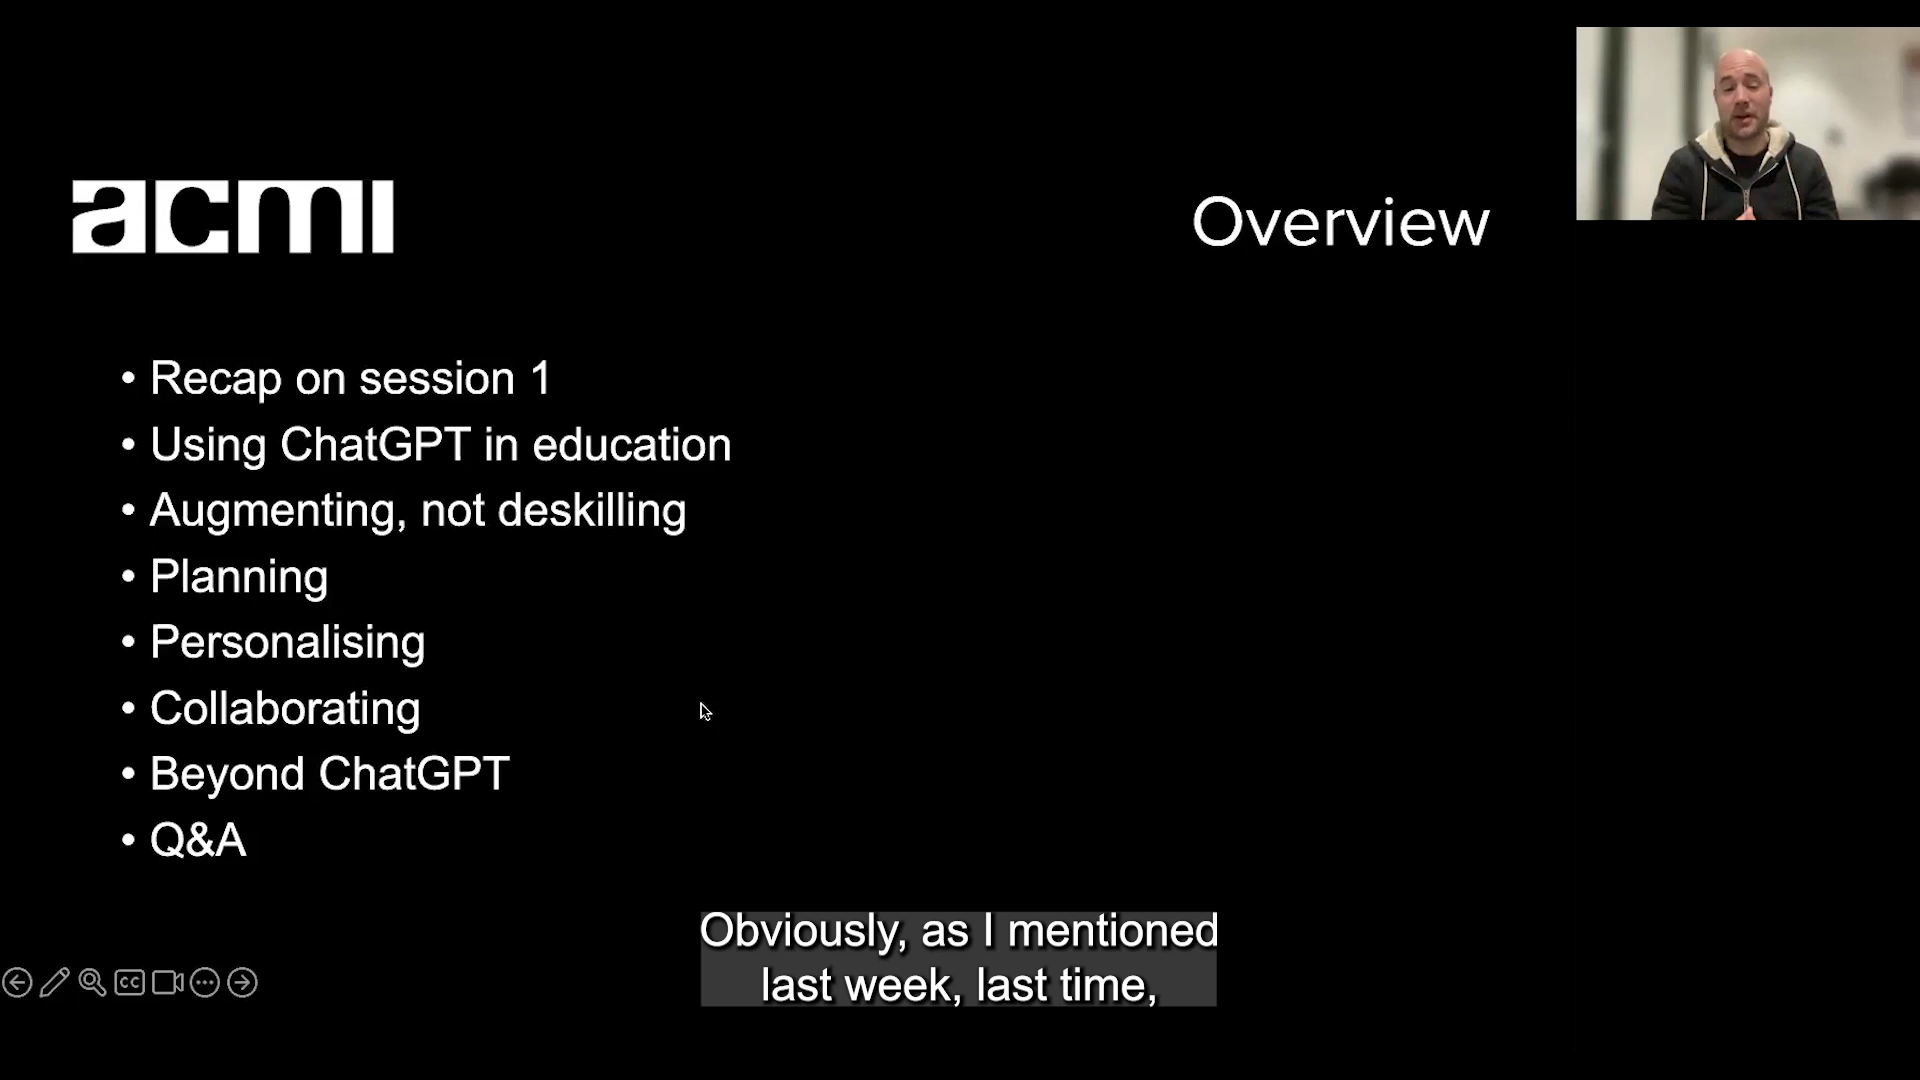 acmi
Overview
• Recap on session 1
• Using ChatGPT in education
• Augmenting, not deskilling
• Planning
• Personalising
• Collaborating
• Beyond ChatGPT
• Q&A
Obviously, as I mentioned
last week, last time,
CC